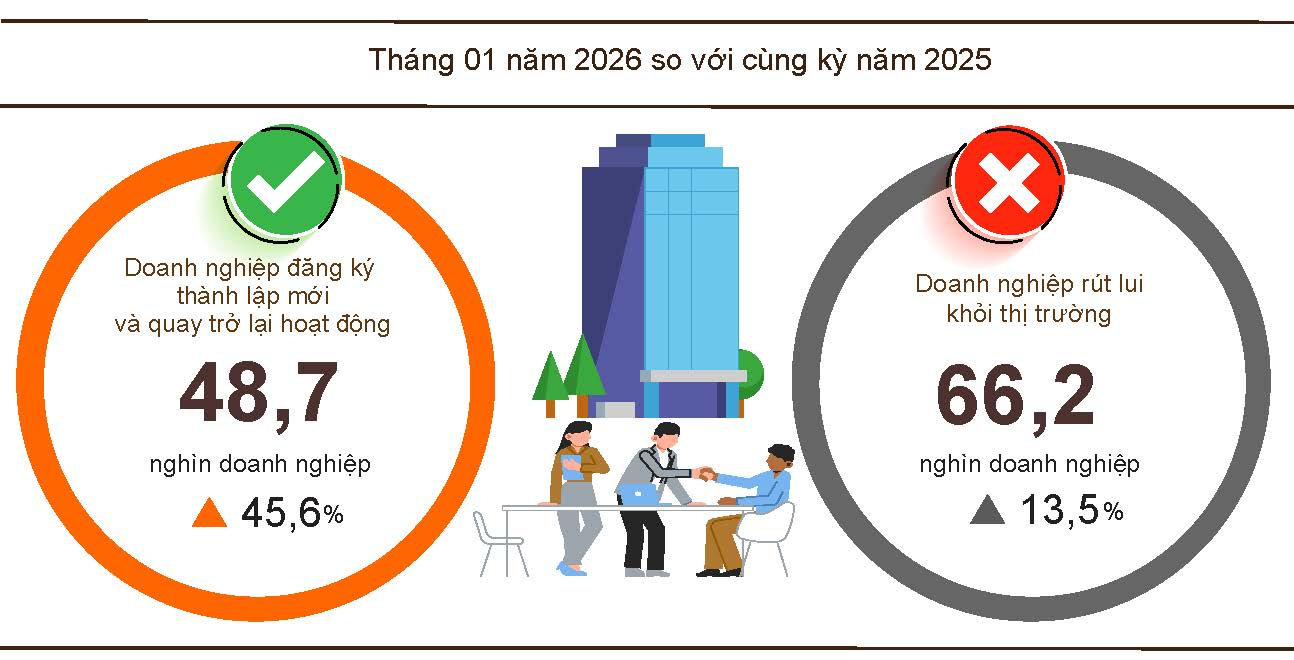 Tháng 01 năm 2026 so với cùng kỳ năm 2025
Doanh nghiệp đăng ký
thành lập mới
và quay trở lại hoạt động
48,7
nghìn doanh nghiệp
45,6%
Doanh nghiệp rút lui
khỏi thị trường
66,2
nghìn doanh nghiệp
13,5%